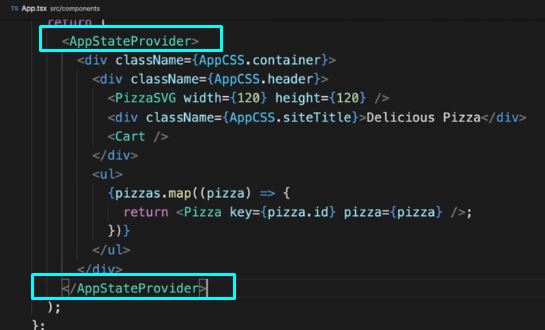 TS App.tsx src/components
return (
<AppStateProvider>
<div className={AppCSS.container}>
<div className={AppCSS.header}>
<PizzaSVG width={120} height={120} />
<div className={AppCSS.siteTitle}>Delicious Pizza</div>
<Cart />
</div>
<ul>
{pizzas.map((pizza) => {
return <Pizza key={pizza.id} pizza={pizza} />;
})}
</ul>
</div>
</AppStateProvider>
);
};